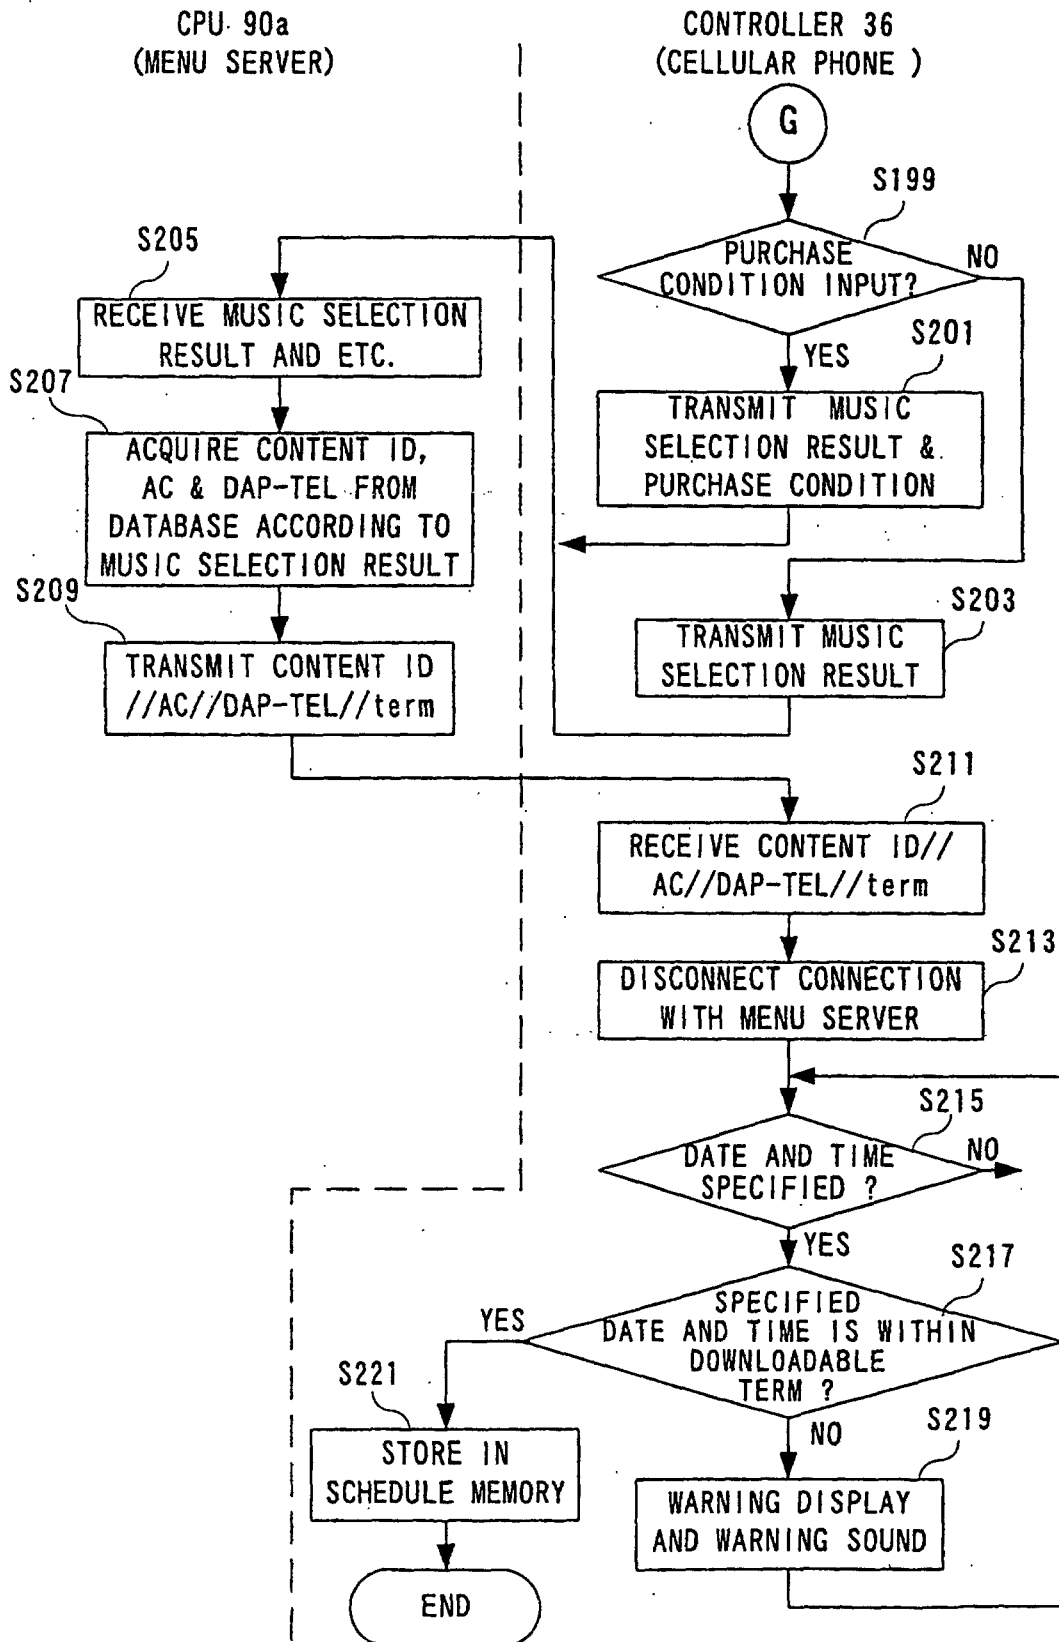 CPU 90a
(MENU SERVER)
CONTROLLER 36
(CELLULAR PHONE )
G
S199
PURCHASE
CONDITION INPUT?
NO
YES
S201
TRANSMIT MUSIC
SELECTION RESULT &
PURCHASE CONDITION
S203
TRANSMIT MUSIC
SELECTION RESULT
S205
RECEIVE MUSIC SELECTION
RESULT AND ETC.
S207
ACQUIRE CONTENT ID,
AC & DAP-TEL FROM
DATABASE ACCORDING TO
MUSIC SELECTION RESULT
S209
TRANSMIT CONTENT ID
//AC//DAP-TEL//term
S211
RECEIVE CONTENT ID//
AC//DAP-TEL//term
S213
DISCONNECT CONNECTION
WITH MENU SERVER
S215
DATE AND TIME
SPECIFIED ?
NO
YES
S217
SPECIFIED
DATE AND TIME IS WITHIN
DOWNLOADABLE
TERM ?
YES
NO
S219
WARNING DISPLAY
AND WARNING SOUND
S221
STORE IN
SCHEDULE MEMORY
END